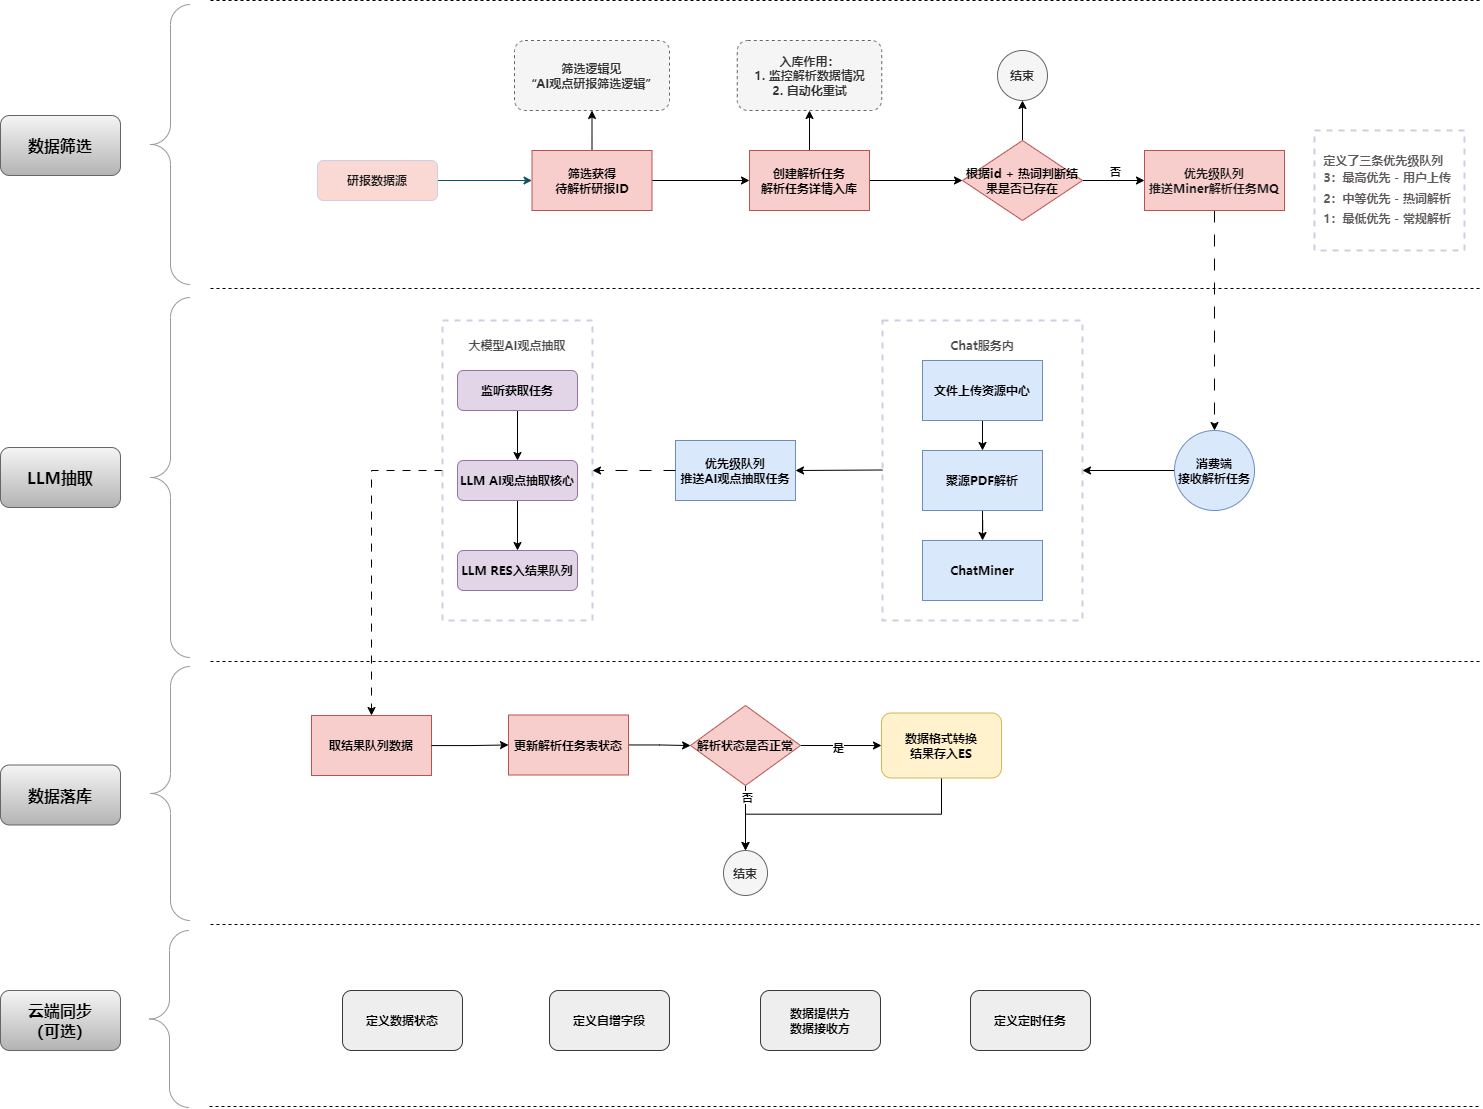 数据筛选
筛选逻辑见
“AI观点研报筛选逻辑”
入库作用：
1. 监控解析数据情况
2. 自动化重试
结束
研报数据源
筛选获得
待解析研报ID
创建解析任务
解析任务详情入库
根据id + 热词判断结
果是否已存在
否
优先级队列
推送Miner解析任务MQ
定义了三条优先级队列
3：最高优先 - 用户上传
2：中等优先 - 热词解析
1：最低优先 - 常规解析
LLM抽取
大模型AI观点抽取
监听获取任务
LLM AI观点抽取核心
LLM RES入结果队列
优先级队列
推送AI观点抽取任务
Chat服务内
文件上传资源中心
聚源PDF解析
ChatMiner
消费端
接收解析任务
数据落库
取结果队列数据
更新解析任务表状态
解析状态是否正常
是
数据格式转换
结果存入ES
否
结束
云端同步
（可选）
定义数据状态
定义自增字段
数据提供方
数据接收方
定义定时任务